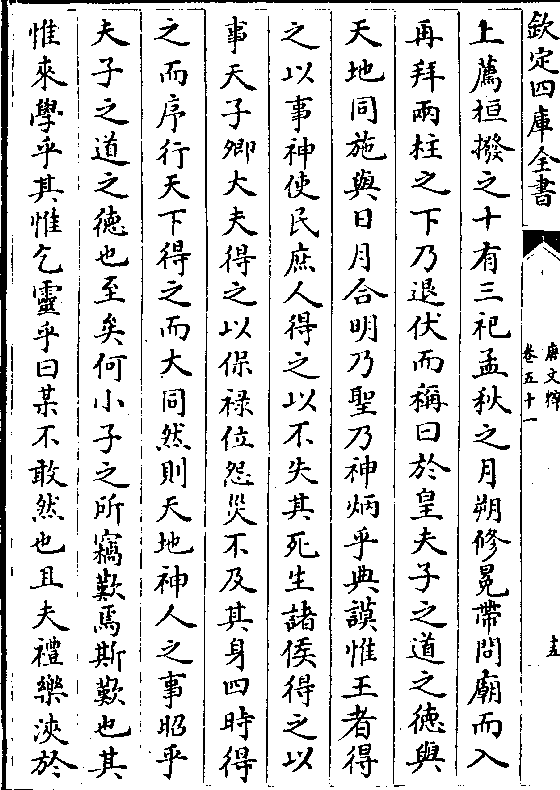 欽定四庫全書
唐文粹
卷五十一
十五
上薦桓撥之十有三祀孟秋之月朔修冕帶問廟而入
再拜兩柱之下乃退伏而稱曰於皇夫子之道之德與
天地同施與日月合明乃聖乃神炳乎典謨惟王者得
之以事神使民庶人得之以不失其死生諸侯得之以
事天子卿大夫得之以保祿位怨災不及其身四時得
之而序行天下得之而大同然則天地神人之事昭乎
夫子之道之德也至矣何小子之所竊歎焉斯歎也其
惟來學乎其惟乞靈乎曰某不敢然也且夫禮樂浹於